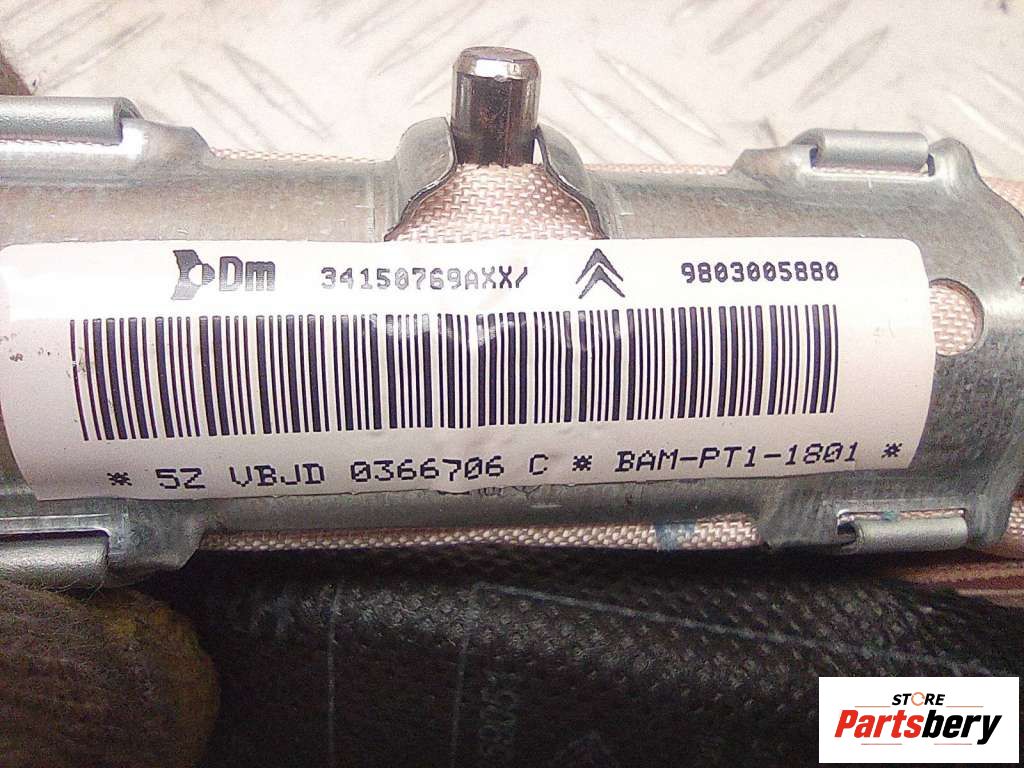 Dm 34150769AXX/ 9803005880
* 5Z VBJD 0366706 C * BAM-PT1-1801 *
STORE
Partsbery